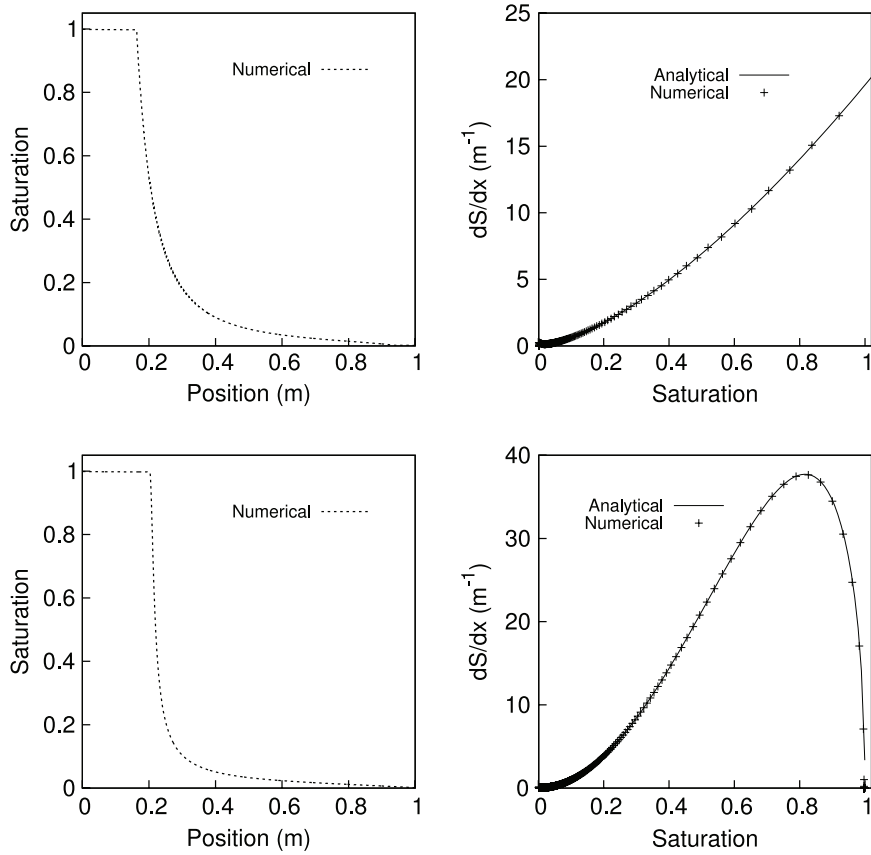 1
0.8
0.6
0.4
0.2
0
0 0.2 0.4 0.6 0.8 1
Saturation
Position (m)
Numerical
25
20
15
10
5
0
0 0.2 0.4 0.6 0.8 1
dS/dx (m⁻¹)
Saturation
Analytical
Numerical
1
0.8
0.6
0.4
0.2
0
0 0.2 0.4 0.6 0.8 1
Saturation
Position (m)
Numerical
40
30
20
10
0
0 0.2 0.4 0.6 0.8 1
dS/dx (m⁻¹)
Saturation
Analytical
Numerical